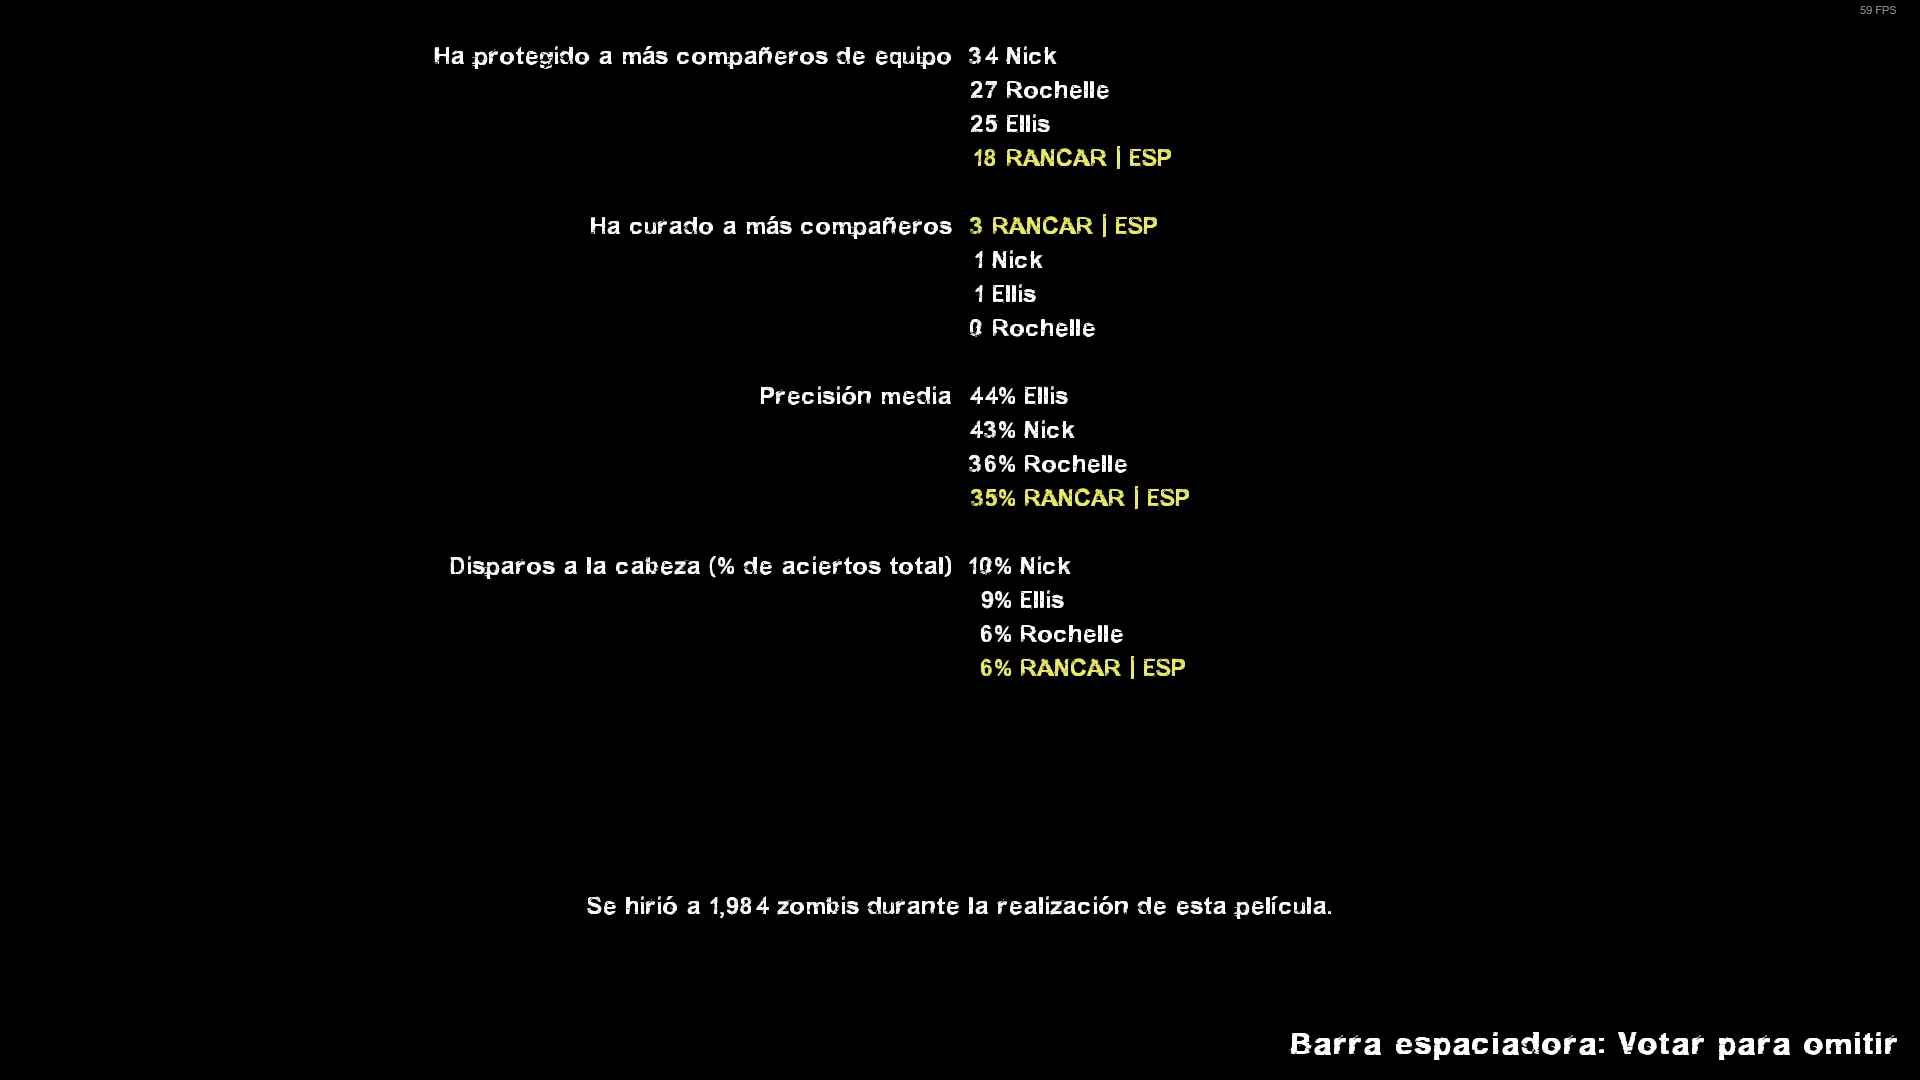 59 FPS
Ha protegido a más compañeros de equipo 34 Nick
27 Rochelle
25 Ellis
18 RANCAR | ESP
Ha curado a más compañeros 3 RANCAR | ESP
1 Nick
1 Ellis
0 Rochelle
Precisión media 44% Ellis
43% Nick
36% Rochelle
35% RANCAR | ESP
Disparos a la cabeza (% de aciertos total) 10% Nick
9% Ellis
6% Rochelle
6% RANCAR | ESP
Se hirió a 1,984 zombis durante la realización de esta película.
Barra espaciadora: Votar para omitir